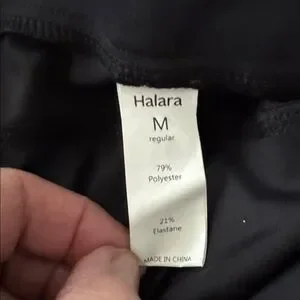 Halara
M
regular
79%
Polyester
21%
Elastane
MADE IN CHINA